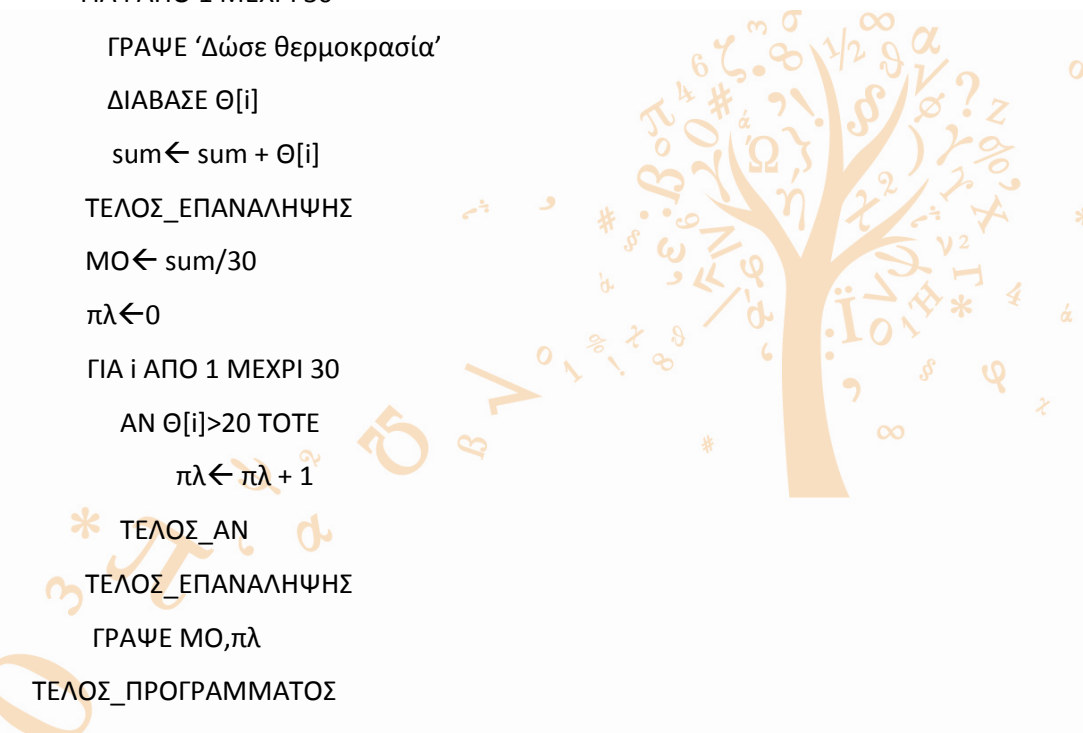 ΓΡΑΨΕ ‘Δώσε θερμοκρασία’
ΔΙΑΒΑΣΕ Θ[i]
sum← sum + Θ[i]
ΤΕΛΟΣ_ΕΠΑΝΑΛΗΨΗΣ
ΜΟ← sum/30
πλ←0
ΓΙΑ i ΑΠΟ 1 ΜΕΧΡΙ 30
ΑΝ Θ[i]>20 ΤΟΤΕ
πλ← πλ + 1
ΤΕΛΟΣ_ΑΝ
ΤΕΛΟΣ_ΕΠΑΝΑΛΗΨΗΣ
ΓΡΑΨΕ ΜΟ,πλ
ΤΕΛΟΣ_ΠΡΟΓΡΑΜΜΑΤΟΣ